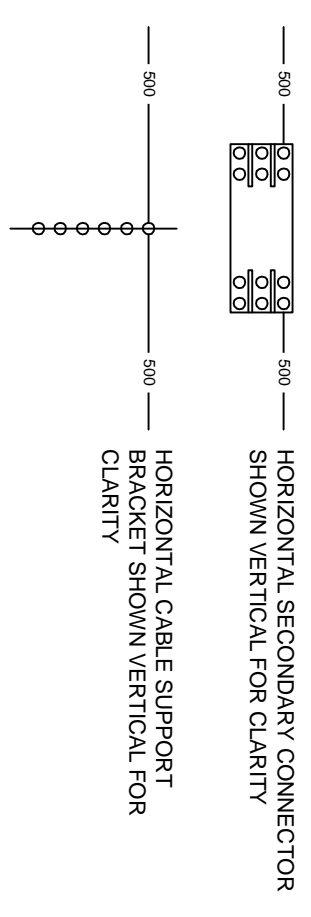 500
500
HORIZONTAL SECONDARY CONNECTOR
SHOWN VERTICAL FOR CLARITY
500
500
HORIZONTAL CABLE SUPPORT
BRACKET SHOWN VERTICAL FOR
CLARITY